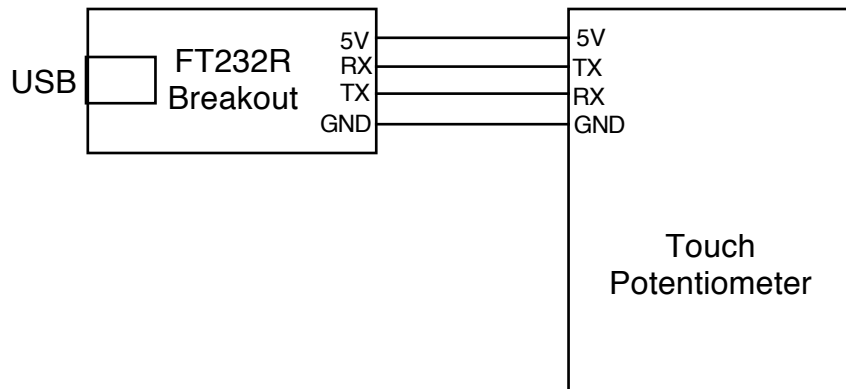 USB
FT232R
Breakout
5V
RX
TX
GND
5V
TX
RX
GND
Touch
Potentiometer